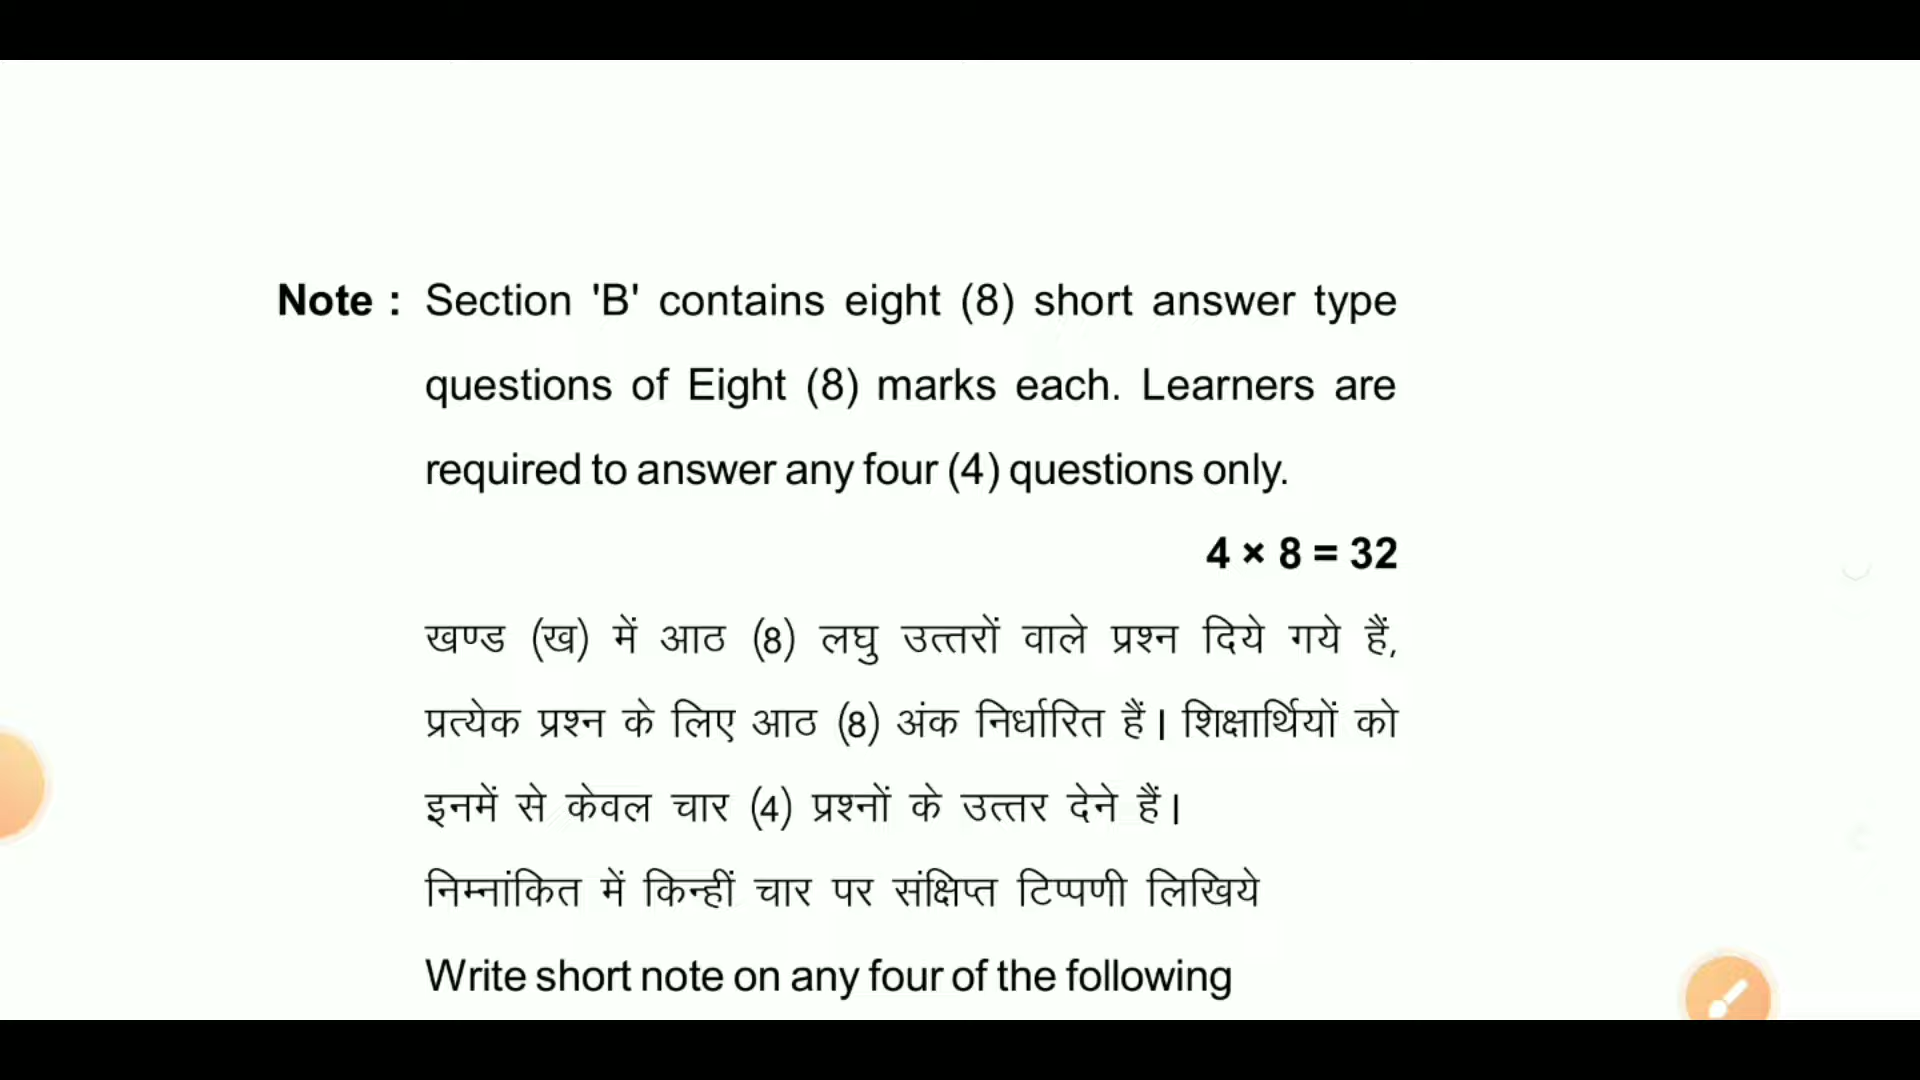 Note : Section 'B' contains eight (8) short answer type
questions of Eight (8) marks each. Learners are
required to answer any four (4) questions only.
4 × 8 = 32
खण्ड (ख) में आठ (8) लघु उत्तरों वाले प्रश्न दिये गये हैं,
प्रत्येक प्रश्न के लिए आठ (8) अंक निर्धारित हैं। शिक्षार्थियों को
इनमें से केवल चार (4) प्रश्नों के उत्तर देने हैं।
निम्नांकित में किन्हीं चार पर संक्षिप्त टिप्पणी लिखिये
Write short note on any four of the following